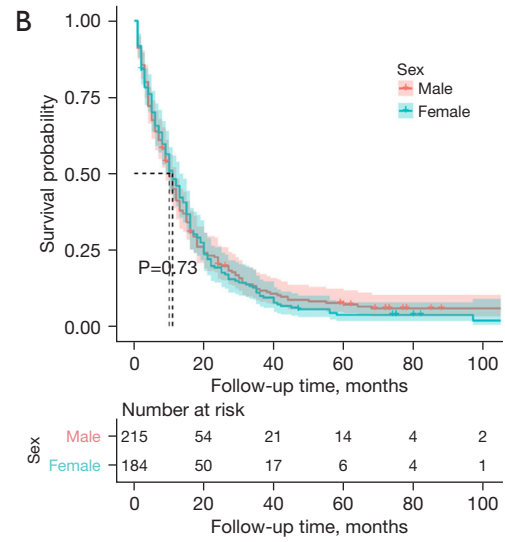 B
1.00
0.75
0.50
0.25
0.00
Survival probability
Sex
Male
Female
P=0.73
0 20 40 60 80 100
Follow-up time, months
Number at risk
Sex
Male 215 54 21 14 4 2
Female 184 50 17 6 4 1
0 20 40 60 80 100
Follow-up time, months